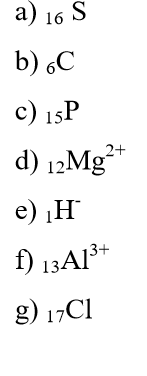 a) ₁₆ S
b) ₆C
c) ₁₅P
d) ₁₂Mg²⁺
e) ₁H⁻
f) ₁₃Al³⁺
g) ₁₇Cl